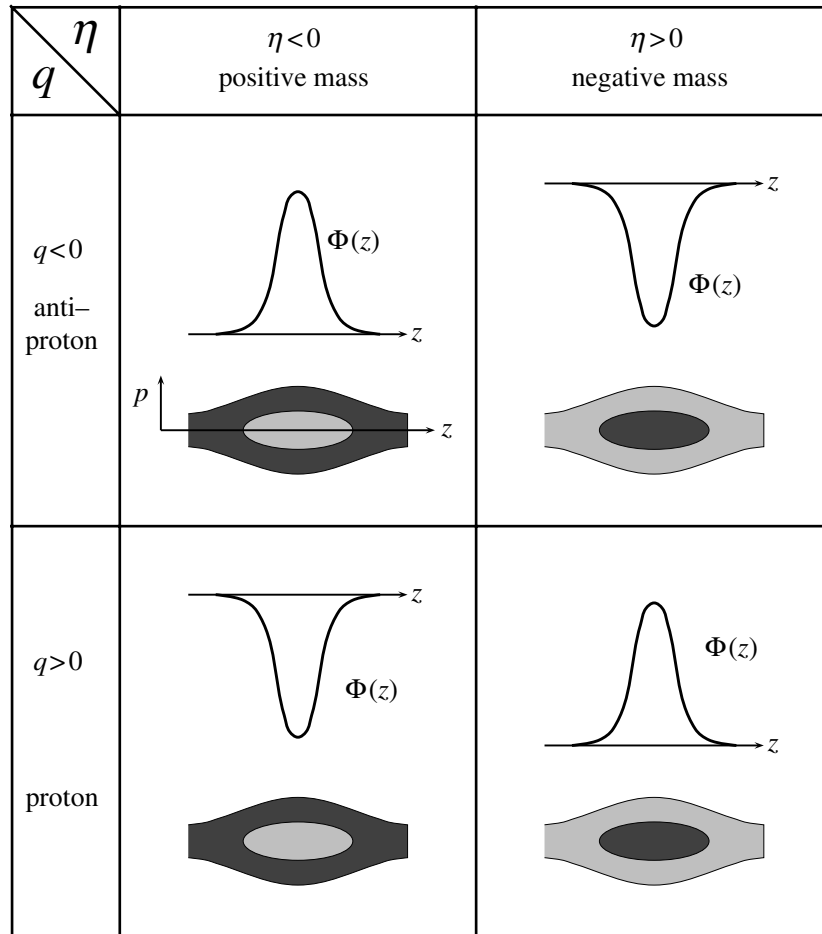 η
q
η<0
positive mass
η>0
negative mass
q<0
anti–
proton
Φ(z)
z
z
Φ(z)
p
z
q>0
proton
z
Φ(z)
Φ(z)
z